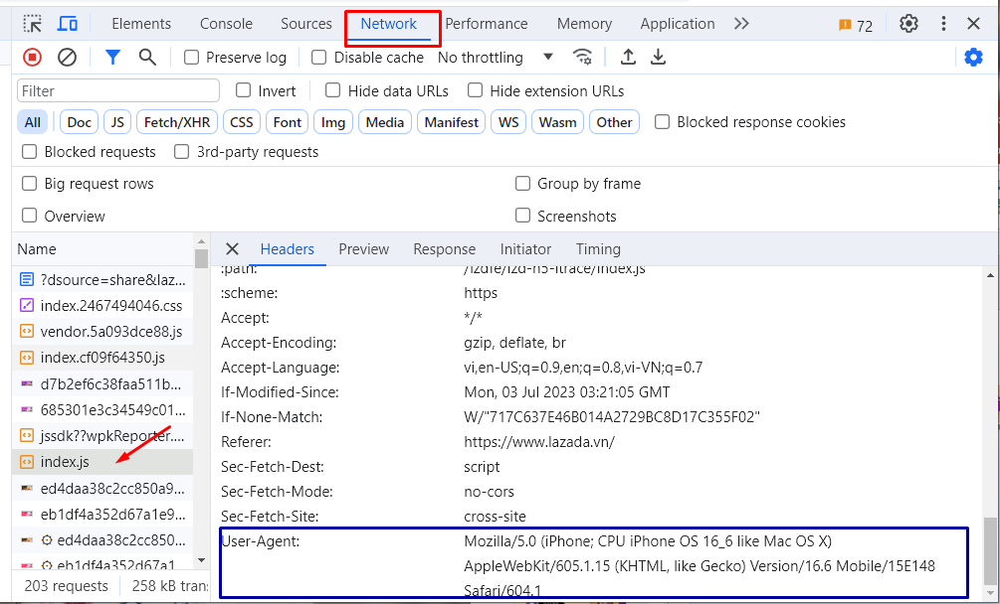 Elements Console Sources Network Performance Memory Application 72
Preserve log Disable cache No throttling
Filter Invert Hide data URLs Hide extension URLs
All Doc JS Fetch/XHR CSS Font Img Media Manifest WS Wasm Other Blocked response cookies
Blocked requests 3rd-party requests
Big request rows Group by frame
Overview Screenshots
Name
?dsource=share&laz...
index.2467494046.css
vendor.5a093dce88.js
index.cf09f64350.js
d7b2ef6c38faa511b...
685301e3c34549c01...
jssdk??wpkReporter....
index.js
ed4daa38c2cc850a9...
eb1df4a352d67a1e9...
ed4daa38c2cc850...
eb1df4a352d67a1
203 requests 258 kB tran
Headers Preview Response Initiator Timing
:path: /lzdfe/lzd-h5-itrace/index.js
:scheme: https
Accept: */*
Accept-Encoding: gzip, deflate, br
Accept-Language: vi,en-US;q=0.9,en;q=0.8,vi-VN;q=0.7
If-Modified-Since: Mon, 03 Jul 2023 03:21:05 GMT
If-None-Match: W/"717C637E46B014A2729BC8D17C355F02"
Referer: https://www.lazada.vn/
Sec-Fetch-Dest: script
Sec-Fetch-Mode: no-cors
Sec-Fetch-Site: cross-site
User-Agent: Mozilla/5.0 (iPhone; CPU iPhone OS 16_6 like Mac OS X)
AppleWebKit/605.1.15 (KHTML, like Gecko) Version/16.6 Mobile/15E148
Safari/604.1